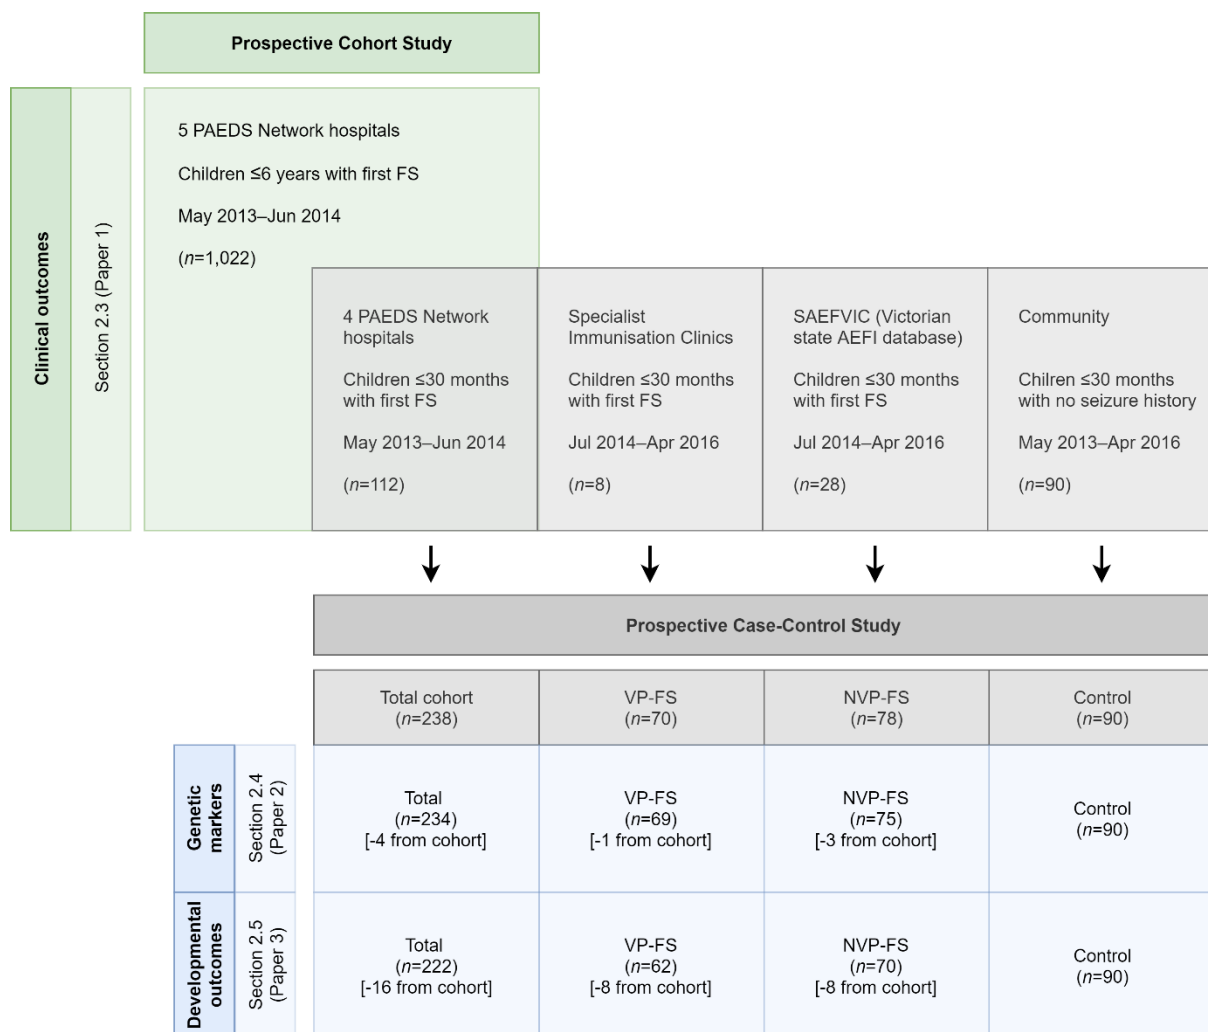 Prospective Cohort Study
Clinical outcomes
Section 2.3 (Paper 1)
5 PAEDS Network hospitals
Children ≤6 years with first FS
May 2013–Jun 2014
(n=1,022)
4 PAEDS Network
hospitals
Children ≤30 months
with first FS
May 2013–Jun 2014
(n=112)
Specialist
Immunisation Clinics
Children ≤30 months
with first FS
Jul 2014–Apr 2016
(n=8)
SAEFVIC (Victorian
state AEFI database)
Children ≤30 months
with first FS
Jul 2014–Apr 2016
(n=28)
Community
Chilren ≤30 months
with no seizure history
May 2013–Apr 2016
(n=90)
Prospective Case-Control Study
Total cohort
(n=238)
VP-FS
(n=70)
NVP-FS
(n=78)
Control
(n=90)
Genetic
markers
Section 2.4
(Paper 2)
Total
(n=234)
[-4 from cohort]
VP-FS
(n=69)
[-1 from cohort]
NVP-FS
(n=75)
[-3 from cohort]
Control
(n=90)
Developmental
outcomes
Section 2.5
(Paper 3)
Total
(n=222)
[-16 from cohort]
VP-FS
(n=62)
[-8 from cohort]
NVP-FS
(n=70)
[-8 from cohort]
Control
(n=90)